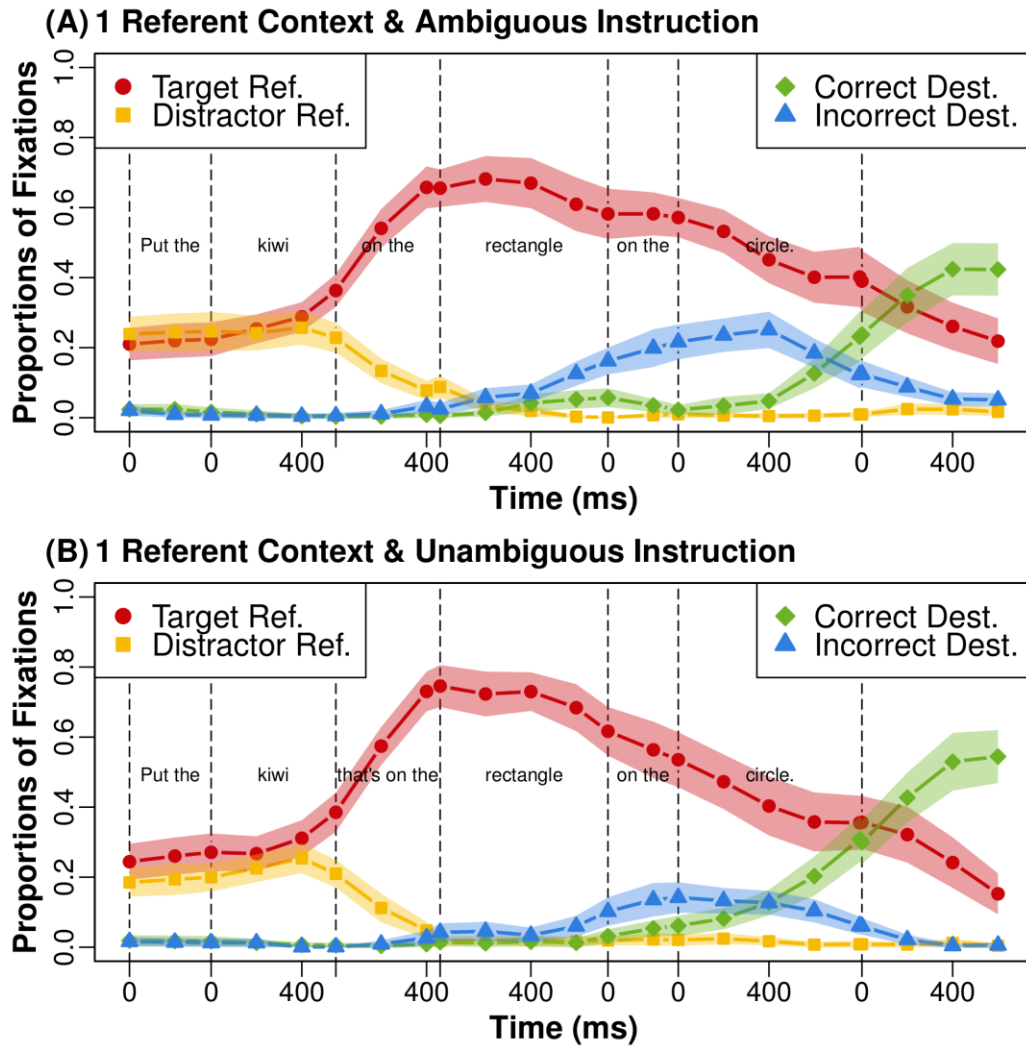 (A) 1 Referent Context & Ambiguous Instruction
Target Ref.
Distractor Ref.
Correct Dest.
Incorrect Dest.
Proportions of Fixations
1.0
0.8
0.6
0.4
0.2
0.0
Put the kiwi on the rectangle on the circle.
0 0 400 400 400 0 0 400 400
Time (ms)
(B) 1 Referent Context & Unambiguous Instruction
Target Ref.
Distractor Ref.
Correct Dest.
Incorrect Dest.
Proportions of Fixations
1.0
0.8
0.6
0.4
0.2
0.0
Put the kiwi that's on the rectangle on the circle.
0 0 400 400 400 0 0 400 400
Time (ms)